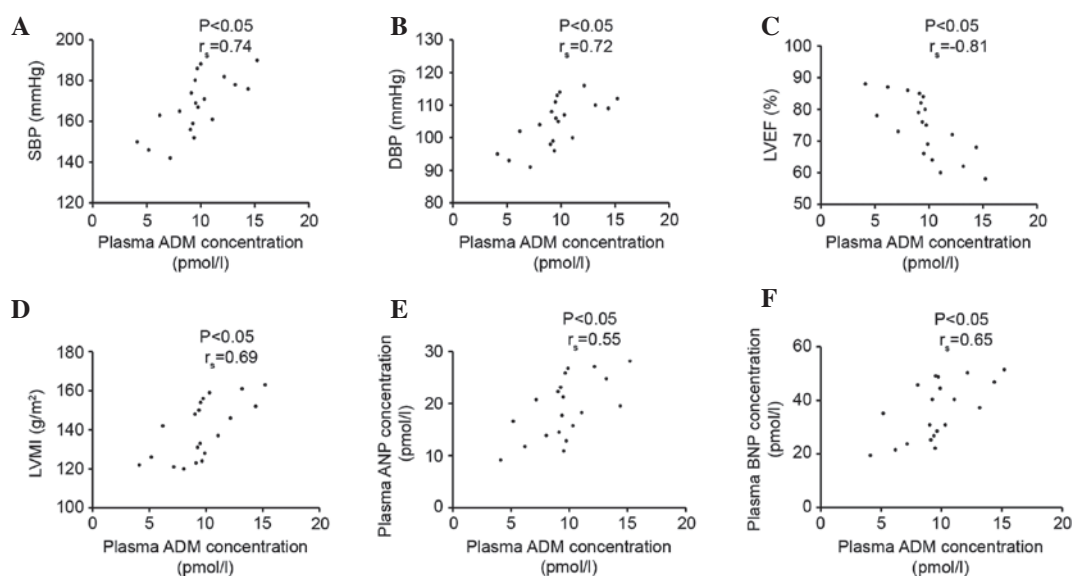 A
P<0.05
rs=0.74
SBP (mmHg)
200
180
160
140
120
0
5
10
15
20
Plasma ADM concentration
(pmol/l)
B
P<0.05
rs=0.72
DBP (mmHg)
130
120
110
100
90
80
0
5
10
15
20
Plasma ADM concentration
(pmol/l)
C
P<0.05
rs=-0.81
LVEF (%)
100
90
80
70
60
50
0
5
10
15
20
Plasma ADM concentration
(pmol/l)
D
P<0.05
rs=0.69
LVMI (g/m²)
180
160
140
120
100
0
5
10
15
20
Plasma ADM concentration
(pmol/l)
E
P<0.05
rs=0.55
Plasma ANP concentration
(pmol/l)
30
20
10
0
0
5
10
15
20
Plasma ADM concentration
(pmol/l)
F
P<0.05
rs=0.65
Plasma BNP concentration
(pmol/l)
60
40
20
0
0
5
10
15
20
Plasma ADM concentration
(pmol/l)